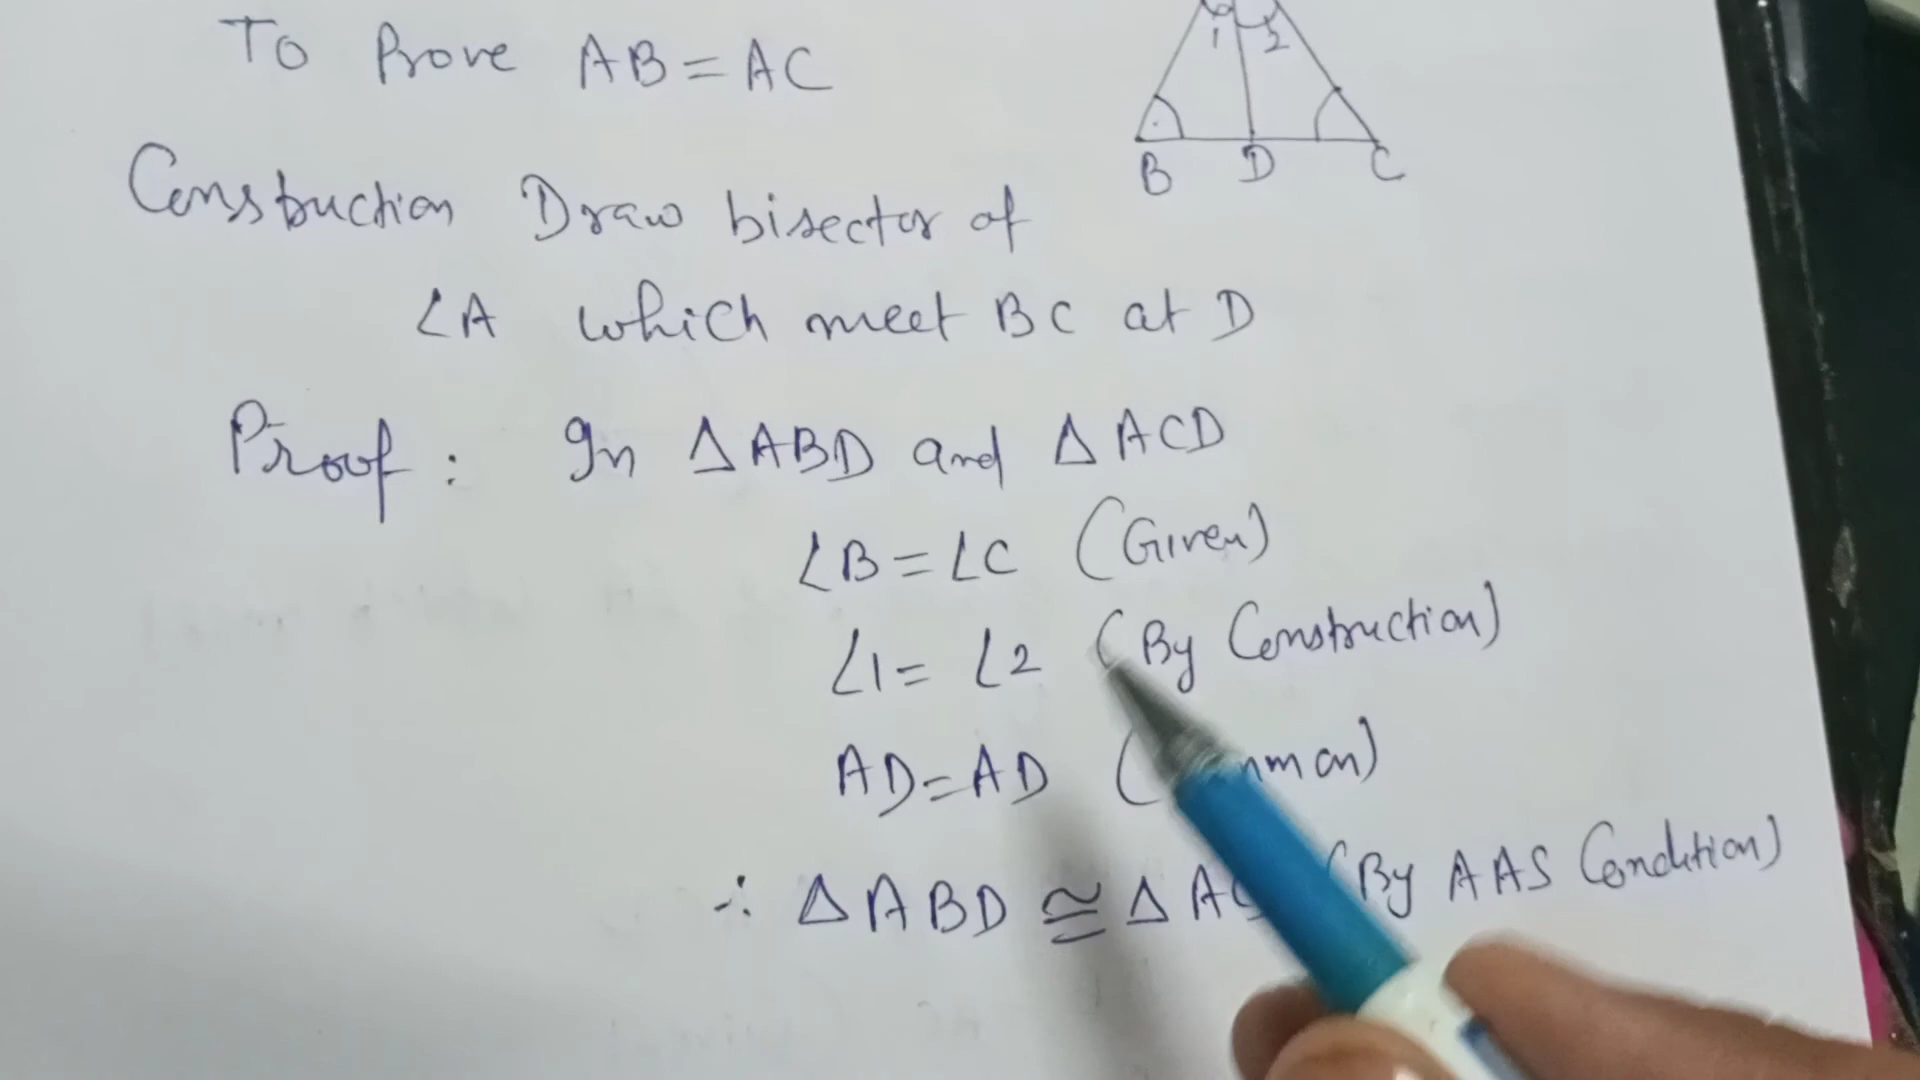 To Prove AB=AC
1 2
B D C
Construction Draw bisector of
∠A which meet BC at D
Proof : In △ABD and △ACD
∠B=∠C (Given)
∠1= ∠2 (By Construction)
AD=AD
∴ △ABD ≅ △AC (By AAS Condition)